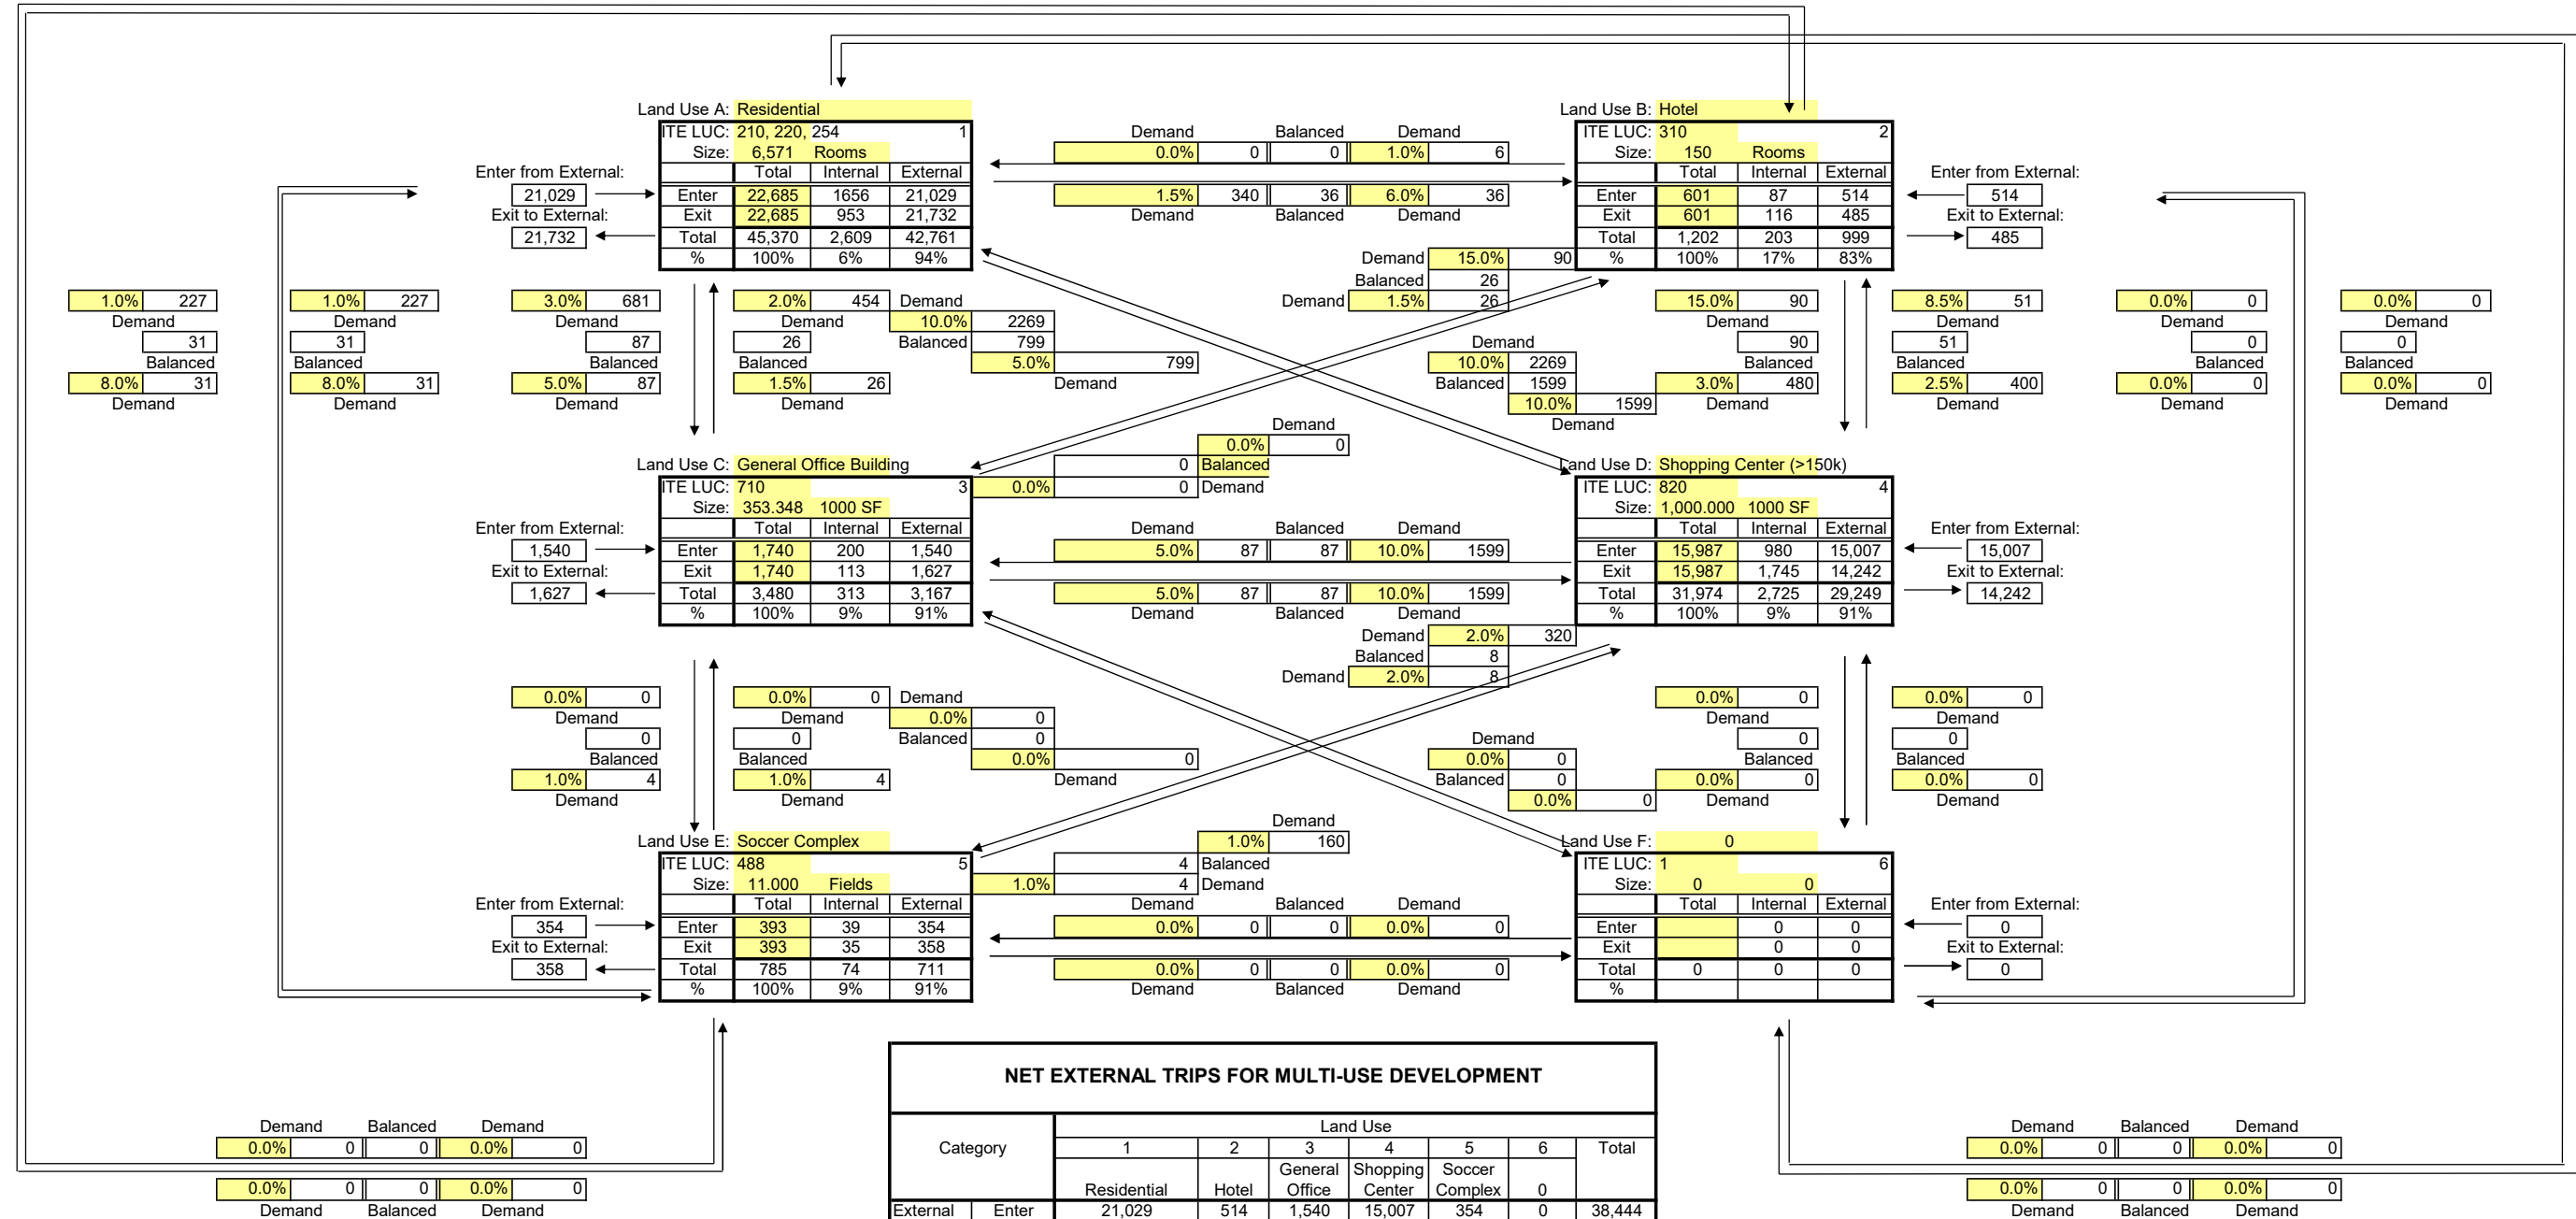 Land Use A: Residential Land Use B: Hotel
ITE LUC: 210, 220, 254 1 Demand Balanced Demand ITE LUC: 310 2
Size: 6,571 Rooms 0.0% 0 0 1.0% 6 Size: 150 Rooms
Enter from External: Total Internal External Total Internal External Enter from External:
21,029 Enter 22,685 1656 21,029 1.5% 340 36 6.0% 36 Enter 601 87 514 514
Exit to External: Exit 22,685 953 21,732 Demand Balanced Demand Exit 601 116 485 Exit to External:
21,732 Total 45,370 2,609 42,761 Total 1,202 203 999 485
% 100% 6% 94% Demand 15.0% 90 % 100% 17% 83%
Balanced 26
1.0% 227 1.0% 227 3.0% 681 2.0% 454 Demand Demand 1.5% 26 15.0% 90 8.5% 51 0.0% 0 0.0% 0
Demand Demand Demand Demand 10.0% 2269 Demand Demand Demand Demand
31 31 87 26 Balanced 799 Demand 90 51 0 0
Balanced Balanced Balanced Balanced 5.0% 799 10.0% 2269 Balanced Balanced Balanced Balanced
8.0% 31 8.0% 31 5.0% 87 1.5% 26 Demand Balanced 1599 3.0% 480 2.5% 400 0.0% 0 0.0% 0
Demand Demand Demand Demand 10.0% 1599 Demand Demand Demand Demand
Demand Demand
0.0% 0
Land Use C: General Office Building 0 Balanced Land Use D: Shopping Center (>150k)
ITE LUC: 710 3 0.0% 0 Demand ITE LUC: 820 4
Size: 353.348 1000 SF Size: 1,000.000 1000 SF
Enter from External: Total Internal External Demand Balanced Demand Total Internal External Enter from External:
1,540 Enter 1,740 200 1,540 5.0% 87 87 10.0% 1599 Enter 15,987 980 15,007 15,007
Exit to External: Exit 1,740 113 1,627 Exit 15,987 1,745 14,242 Exit to External:
1,627 Total 3,480 313 3,167 5.0% 87 87 10.0% 1599 Total 31,974 2,725 29,249 14,242
% 100% 9% 91% Demand Balanced Demand % 100% 9% 91%
Demand 2.0% 320
Balanced 8
Demand 2.0% 8
0.0% 0 0.0% 0 Demand 0.0% 0 0.0% 0
Demand Demand 0.0% 0 Demand Demand
0 0 Balanced 0 Demand 0 0
Balanced Balanced 0.0% 0 0.0% 0 Balanced Balanced
1.0% 4 1.0% 4 Demand Balanced 0 0.0% 0 0.0% 0
Demand Demand 0.0% 0 Demand Demand
Demand
Land Use E: Soccer Complex 1.0% 160 Land Use F: 0
ITE LUC: 488 5 4 Balanced ITE LUC: 1 6
Size: 11.000 Fields 1.0% 4 Demand Size: 0 0
Enter from External: Total Internal External Demand Balanced Demand Total Internal External Enter from External:
354 Enter 393 39 354 0.0% 0 0 0.0% 0 Enter 0 0 0
Exit to External: Exit 393 35 358 Exit 0 0 Exit to External:
358 Total 785 74 711 0.0% 0 0 0.0% 0 Total 0 0 0 0
% 100% 9% 91% Demand Balanced Demand %
NET EXTERNAL TRIPS FOR MULTI-USE DEVELOPMENT
Demand Balanced Demand Land Use Demand Balanced Demand
0.0% 0 0 0.0% 0 Category 1 2 3 4 5 6 Total 0.0% 0 0 0.0% 0
General Shopping Soccer
0.0% 0 0 0.0% 0 Residential Hotel Office Center Complex 0 0.0% 0 0 0.0% 0
Demand Balanced Demand External Enter 21,029 514 1,540 15,007 354 0 38,444 Demand Balanced Demand